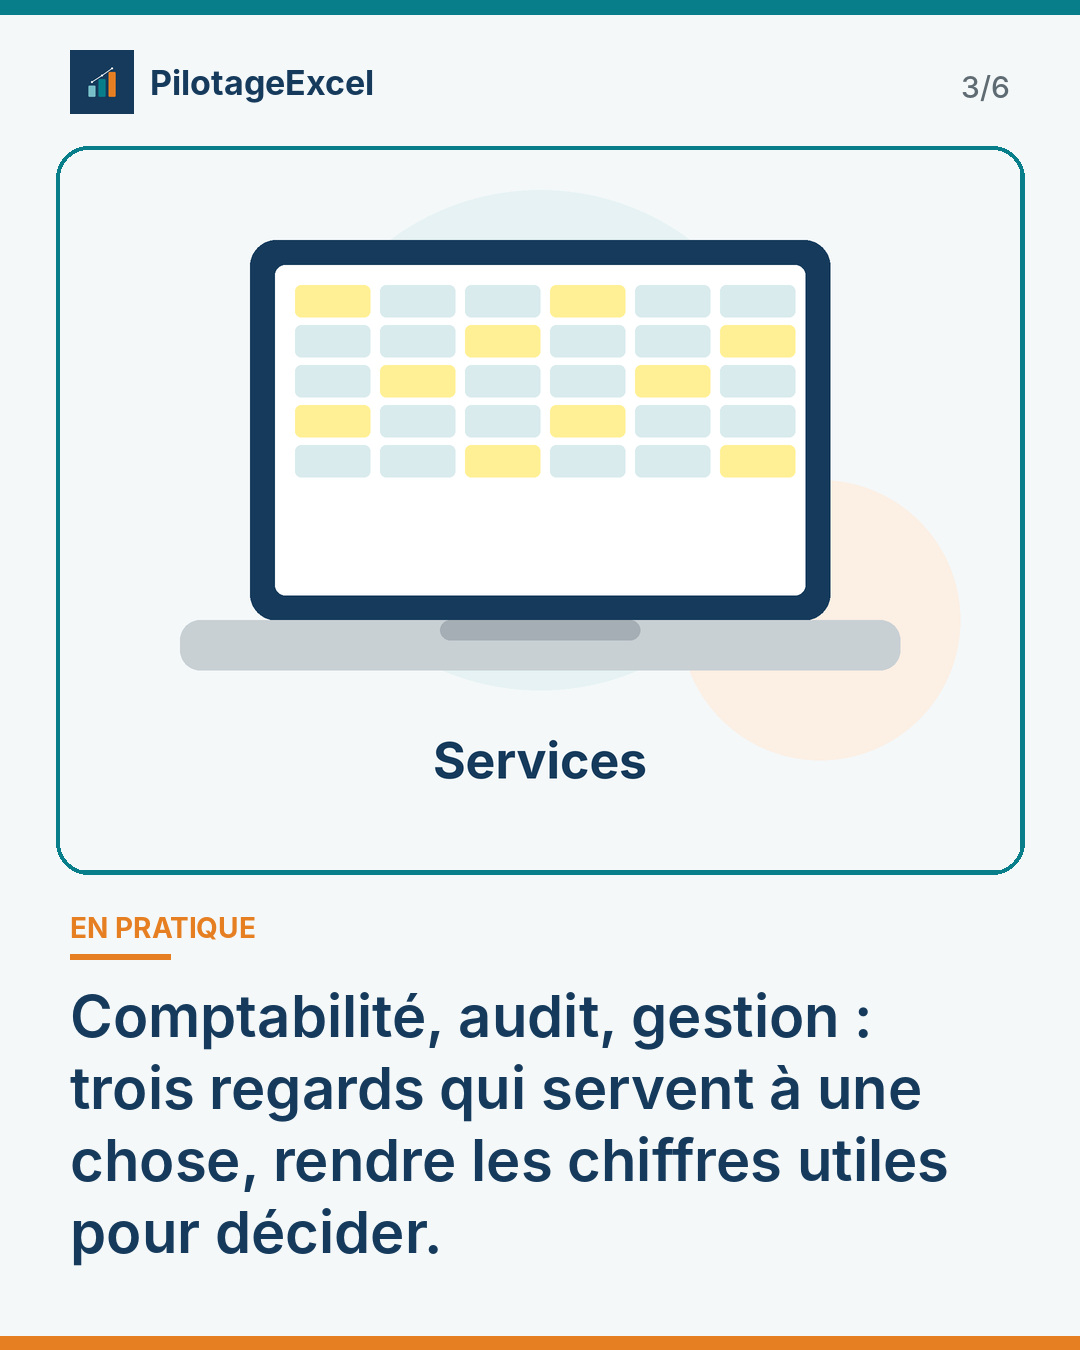 PilotageExcel
3/6
Services
EN PRATIQUE
Comptabilité, audit, gestion :
trois regards qui servent à une
chose, rendre les chiffres utiles
pour décider.